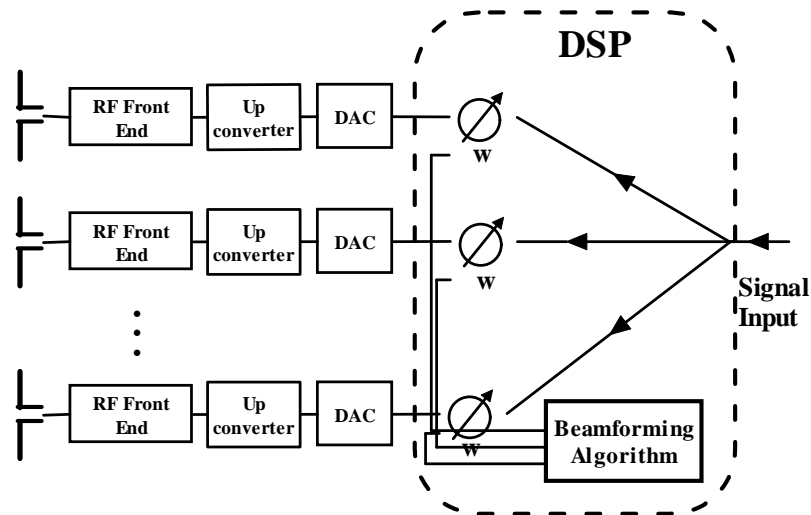 DSP
RF Front
End
Up
converter
DAC
w
RF Front
End
Up
converter
DAC
w
Signal
Input
RF Front
End
Up
converter
DAC
w
Beamforming
Algorithm